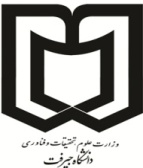 وزارت علوم، تحقیقات و فناوری
دانشگاه جیرفت